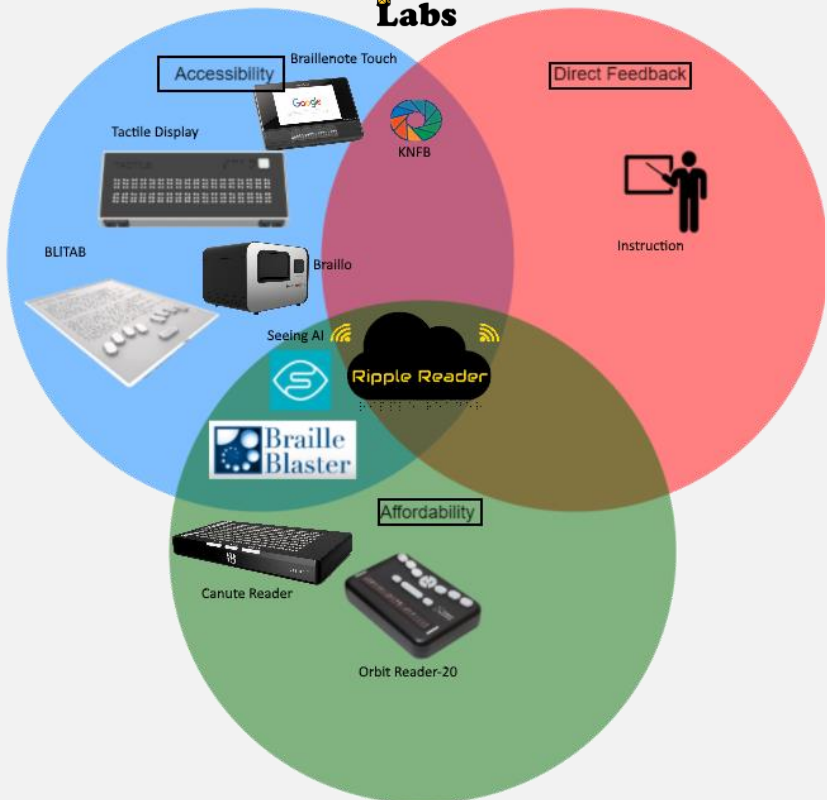 Labs
Braillenote Touch
Accessibility
Direct Feedback
Google
KNFB
Tactile Display
Instruction
BLITAB
Braillo
Seeing AI
Ripple Reader
Braille
Blaster
Affordability
Canute Reader
Orbit Reader-20